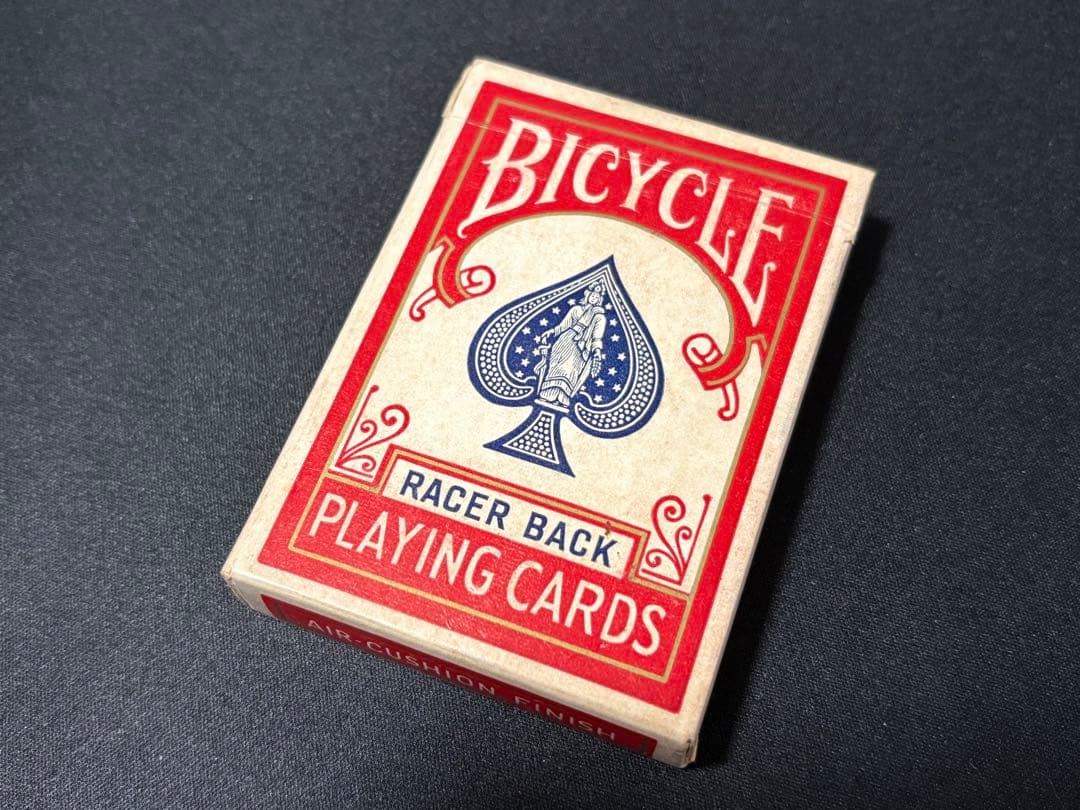 BICYCLE
RACER BACK
PLAYING CARDS
AIR-CUSHION FINISH